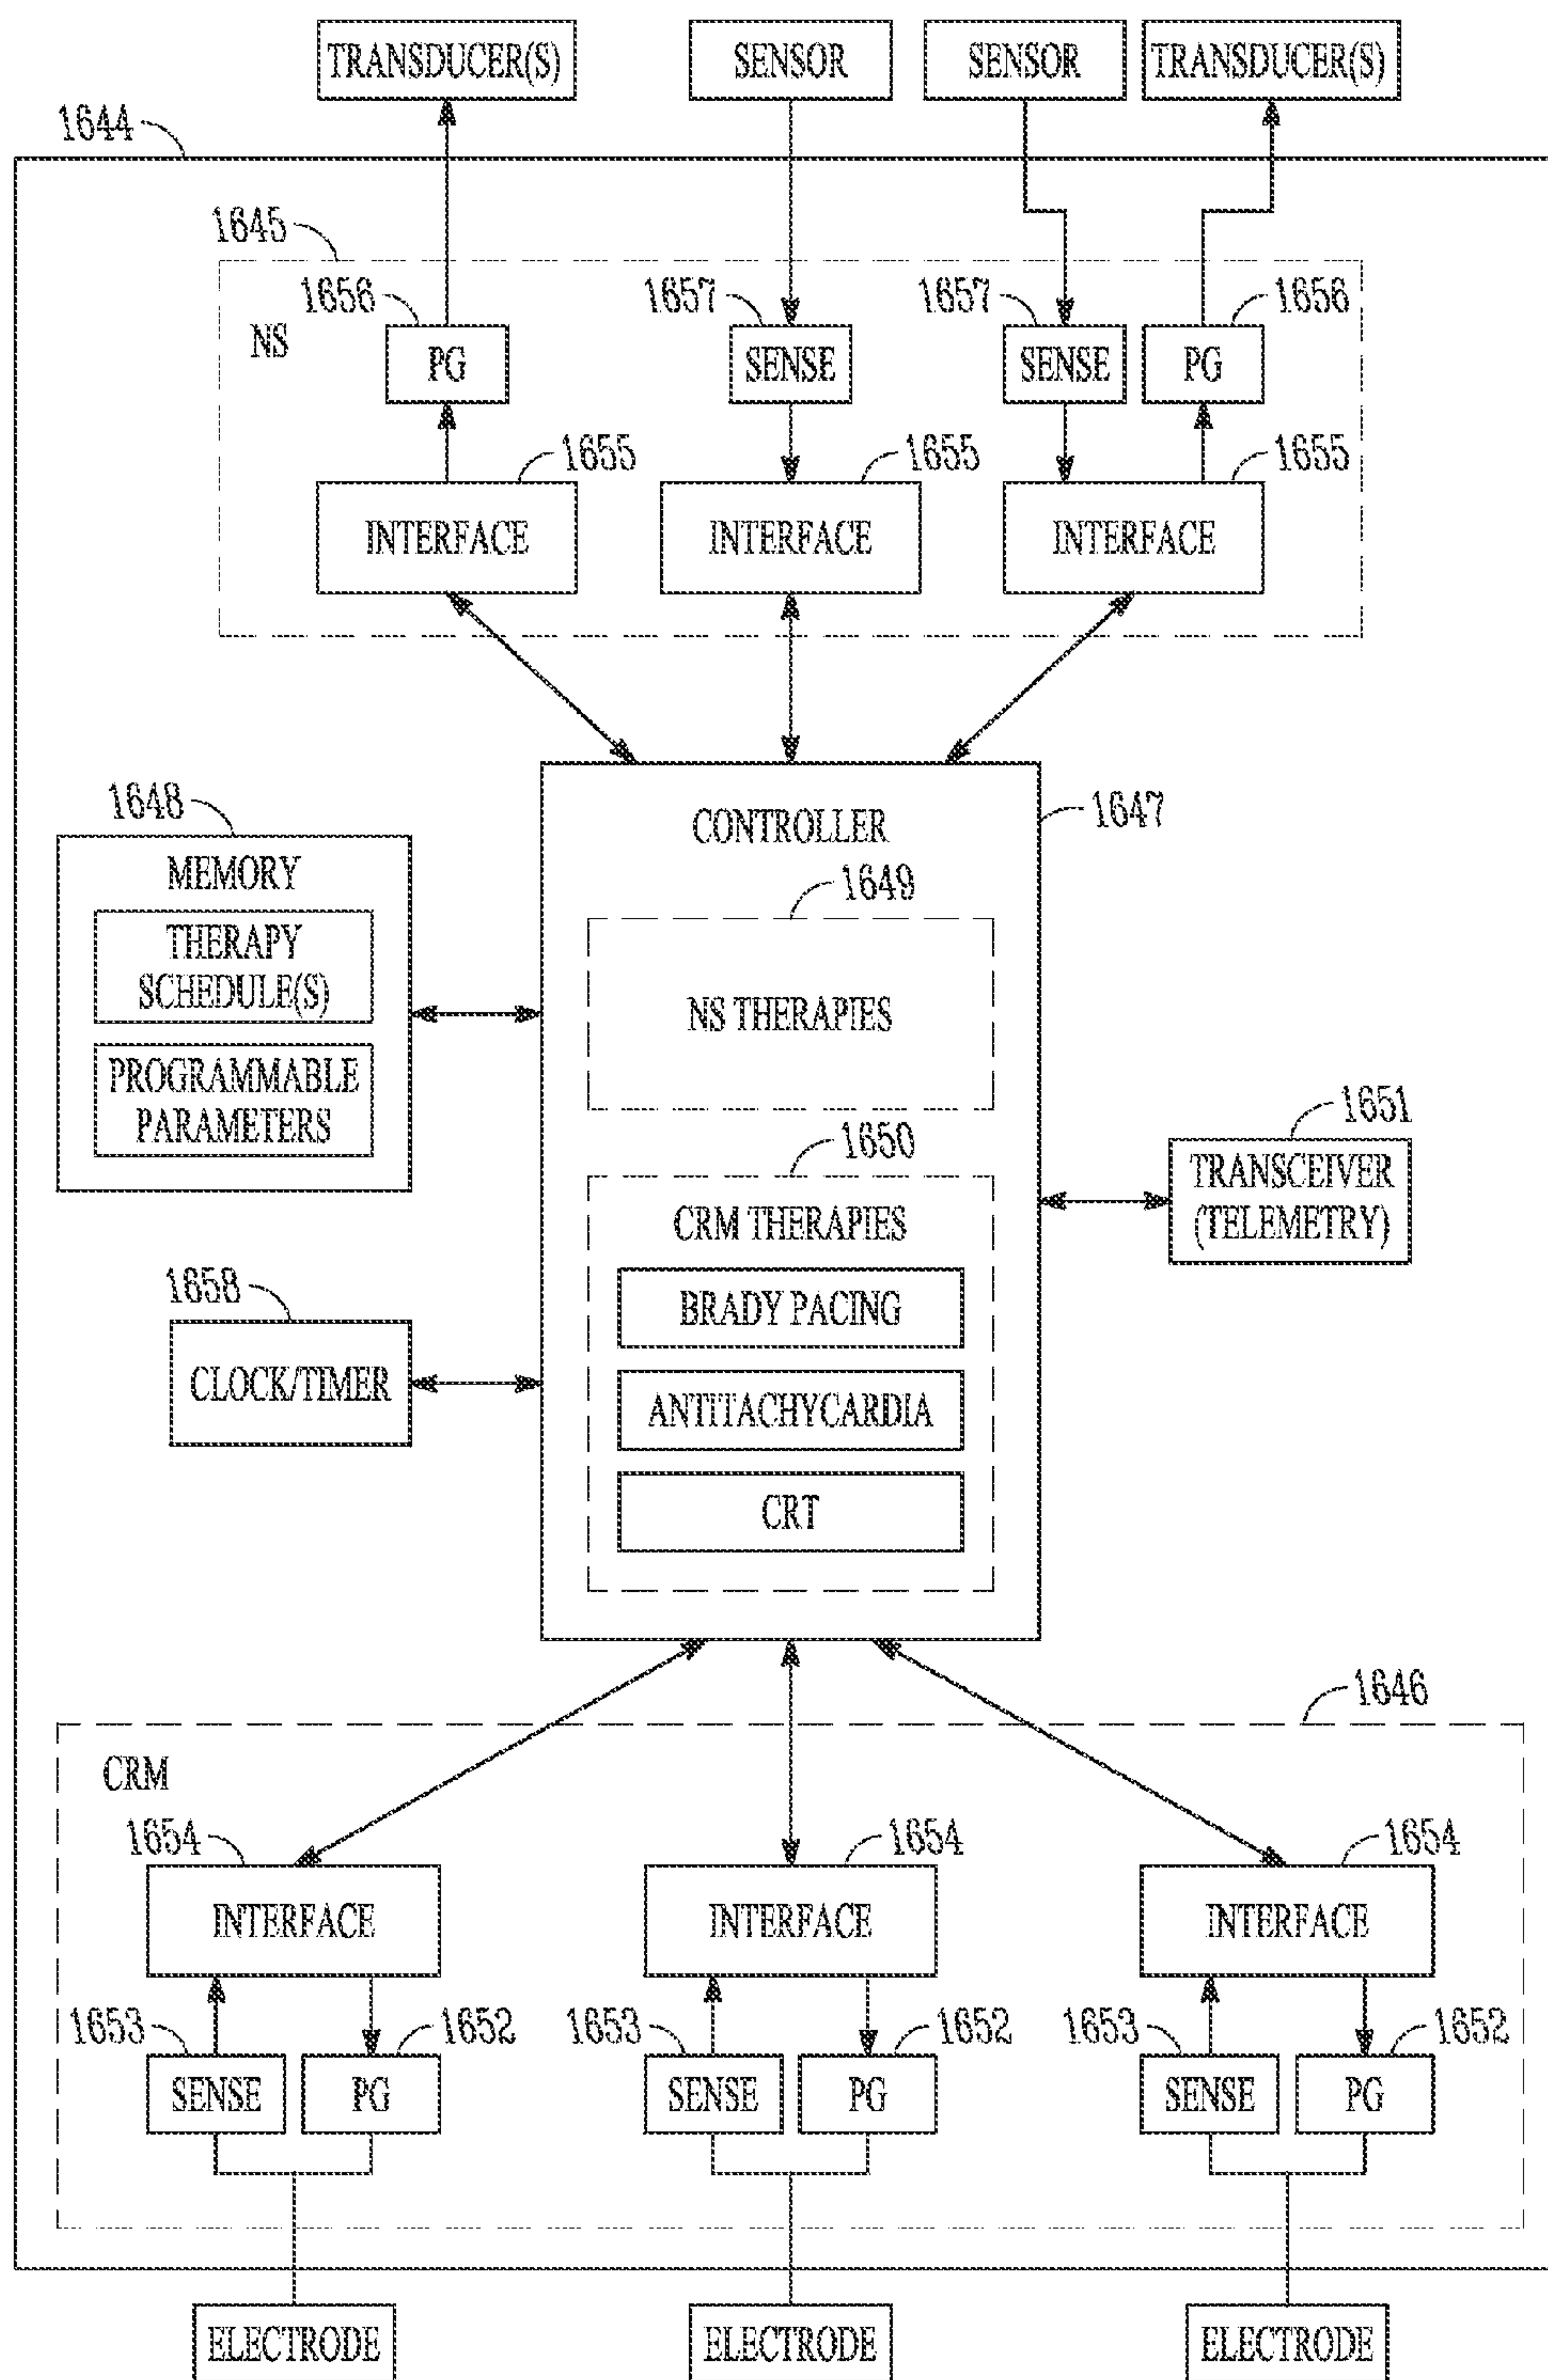 TRANSDUCER(S)
SENSOR
SENSOR
TRANSDUCER(S)
1644
1645
NS
1656
1657
1657
1656
PG
SENSE
SENSE
PG
1655
1655
1655
INTERFACE
INTERFACE
INTERFACE
1648
MEMORY
THERAPY
SCHEDULE(S)
PROGRAMMABLE
PARAMETERS
CONTROLLER
1647
1649
NS THERAPIES
1650
CRM THERAPIES
BRADY PACING
ANTITACHYCARDIA
CRT
1651
TRANSCEIVER
(TELEMETRY)
1658
CLOCK/TIMER
1646
CRM
1654
1654
1654
INTERFACE
INTERFACE
INTERFACE
1653
1652
1653
1652
1653
1652
SENSE
PG
SENSE
PG
SENSE
PG
ELECTRODE
ELECTRODE
ELECTRODE